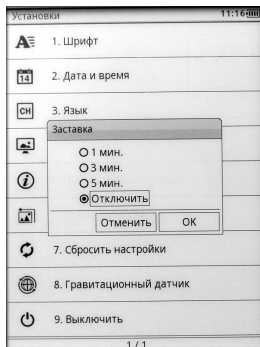 Установки 11:16
1. Шрифт
14
2. Дата и время
CH
3. Язык
Заставка
1 мин.
3 мин.
5 мин.
Отключить
Отменить OK
7. Сбросить настройки
8. Гравитационный датчик
9. Выключить
1 / 1